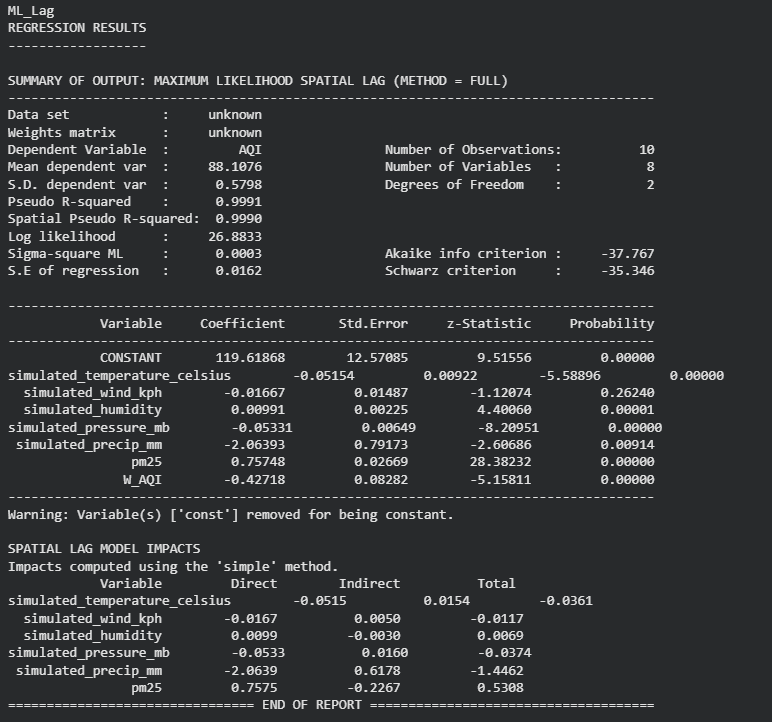 ML_Lag
REGRESSION RESULTS
------------------
SUMMARY OF OUTPUT: MAXIMUM LIKELIHOOD SPATIAL LAG (METHOD = FULL)
------------------------------------------------------------------------------------
Data set            :     unknown
Weights matrix      :     unknown
Dependent Variable  :         AQI                Number of Observations:          10
Mean dependent var  :     88.1076                Number of Variables   :           8
S.D. dependent var  :      0.5798                Degrees of Freedom    :           2
Pseudo R-squared    :      0.9991
Spatial Pseudo R-squared:  0.9990
Log likelihood      :     26.8833
Sigma-square ML     :      0.0003                Akaike info criterion :     -37.767
S.E of regression   :      0.0162                Schwarz criterion     :     -35.346
------------------------------------------------------------------------------------
            Variable     Coefficient       Std.Error     z-Statistic     Probability
------------------------------------------------------------------------------------
            CONSTANT       119.61868        12.57085         9.51556         0.00000
simulated_temperature_celsius        -0.05154         0.00922        -5.58896         0.00000
  simulated_wind_kph        -0.01667         0.01487        -1.12074         0.26240
  simulated_humidity         0.00991         0.00225         4.40060         0.00001
simulated_pressure_mb        -0.05331         0.00649        -8.20951         0.00000
 simulated_precip_mm        -2.06393         0.79173        -2.60686         0.00914
                pm25         0.75748         0.02669        28.38232         0.00000
               W_AQI        -0.42718         0.08282        -5.15811         0.00000
------------------------------------------------------------------------------------
Warning: Variable(s) ['const'] removed for being constant.
SPATIAL LAG MODEL IMPACTS
Impacts computed using the 'simple' method.
            Variable         Direct        Indirect          Total
simulated_temperature_celsius        -0.0515          0.0154         -0.0361
  simulated_wind_kph        -0.0167          0.0050         -0.0117
  simulated_humidity         0.0099         -0.0030          0.0069
simulated_pressure_mb        -0.0533          0.0160         -0.0374
 simulated_precip_mm        -2.0639          0.6178         -1.4462
                pm25         0.7575         -0.2267          0.5308
================================ END OF REPORT =====================================